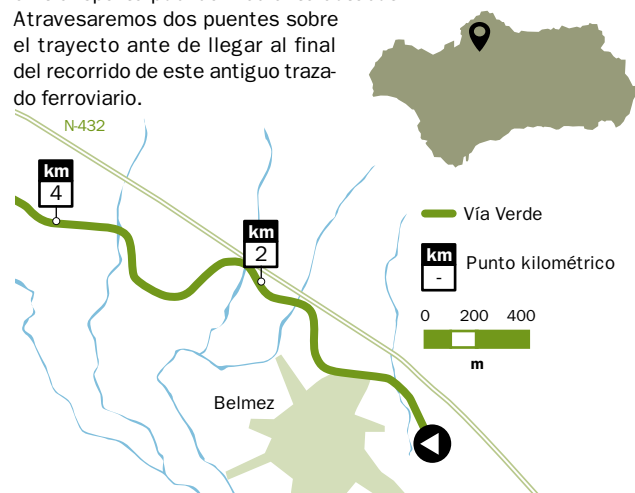 Atravesaremos dos puentes sobre
el trayecto ante de llegar al final
del recorrido de este antiguo traza-
do ferroviario.
N-432
km
4
km
2
Vía Verde
km
-
Punto kilométrico
0 200 400
m
Belmez